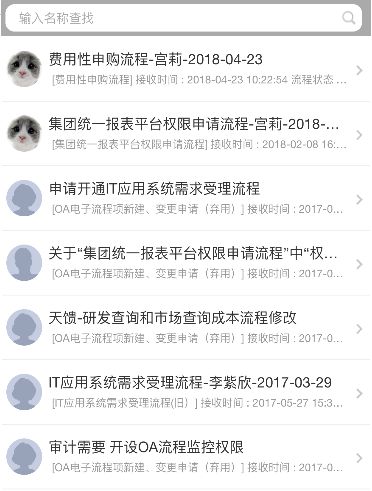 输入名称查找
费用性申购流程-宫莉-2018-04-23
[费用性申购流程] 接收时间 : 2018-04-23 10:22:54 流程状态 ...
集团统一报表平台权限申请流程-宫莉-2018-...
[集团统一报表平台权限申请流程] 接收时间 : 2018-02-08 16:...
申请开通IT应用系统需求受理流程
[OA电子流程项新建、变更申请（弃用）] 接收时间 : 2017-0...
关于“集团统一报表平台权限申请流程”中“权...
[OA电子流程项新建、变更申请（弃用）] 接收时间 : 2017-0...
天馈-研发查询和市场查询成本流程修改
[OA电子流程项新建、变更申请（弃用）] 接收时间 : 2017-0...
IT应用系统需求受理流程-李紫欣-2017-03-29
[IT应用系统需求受理流程(旧）] 接收时间 : 2017-05-27 15:3...
审计需要 开设OA流程监控权限
[OA电子流程项新建、变更申请（弃用）] 接收时间 : 2017-0...